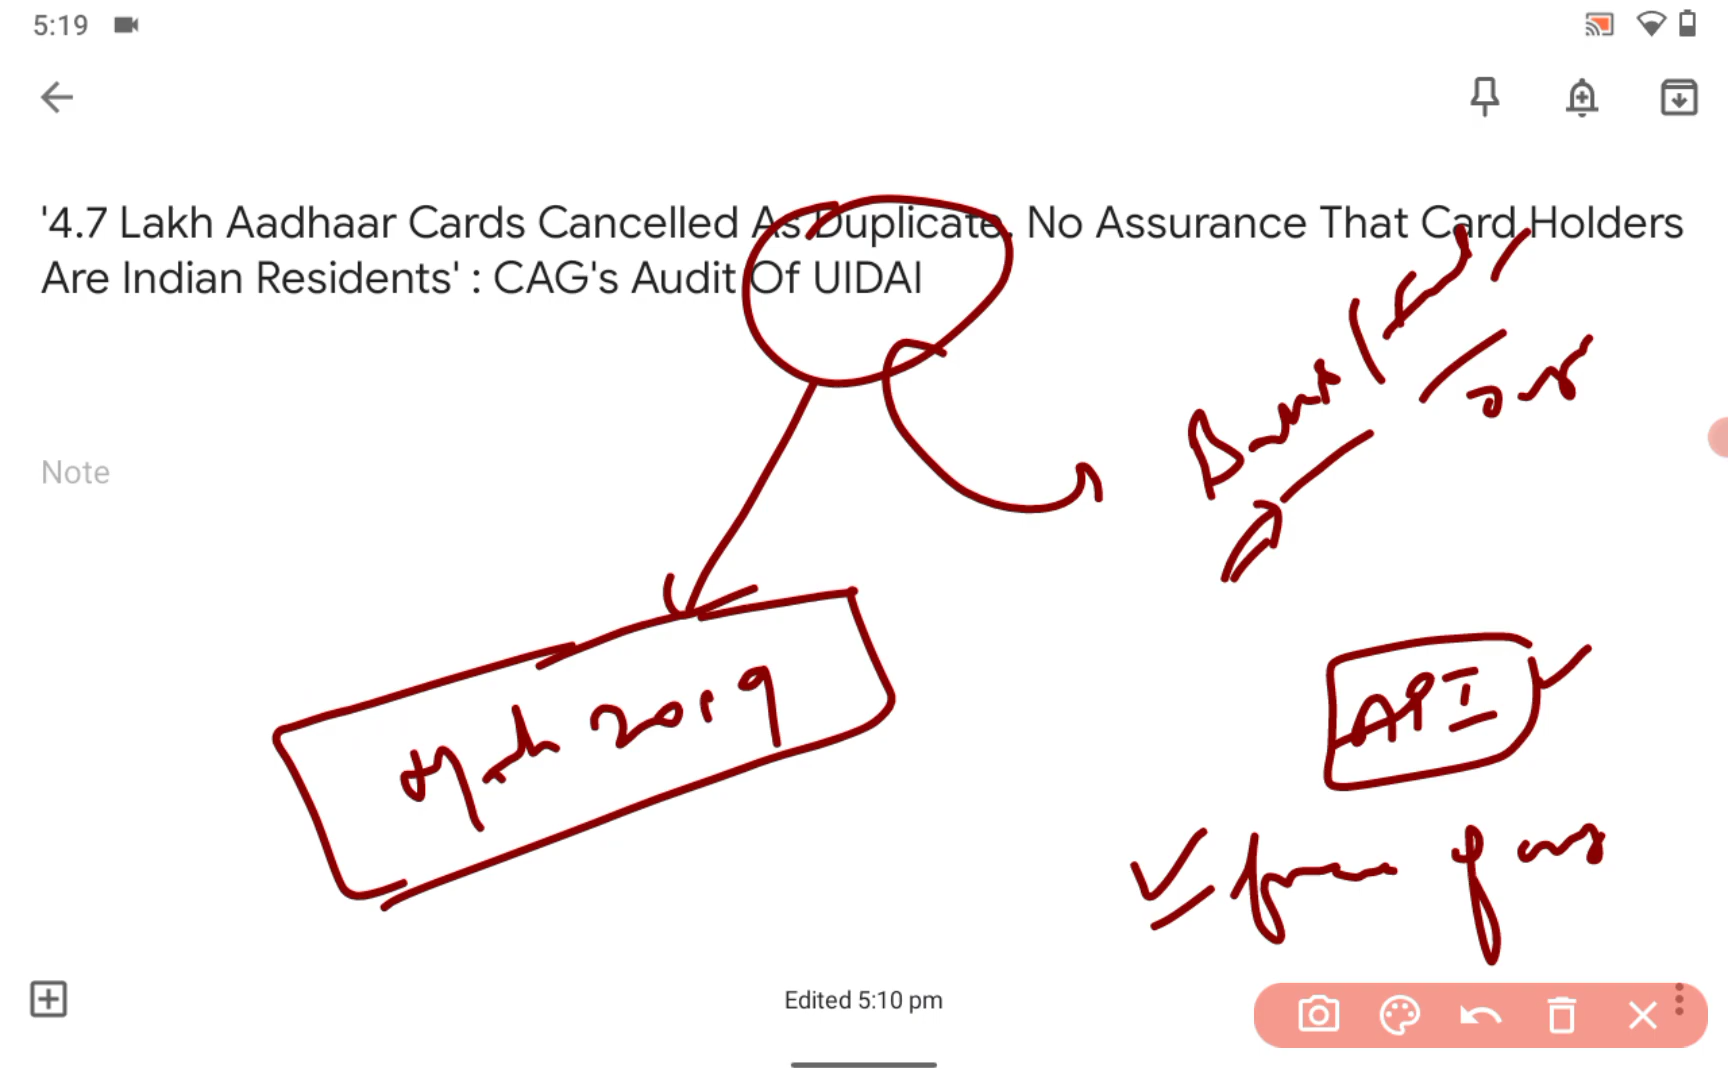 5:19
'4.7 Lakh Aadhaar Cards Cancelled As Duplicate, No Assurance That Card Holders
Are Indian Residents' : CAG's Audit Of UIDAI
Note
2019
API
Edited 5:10 pm